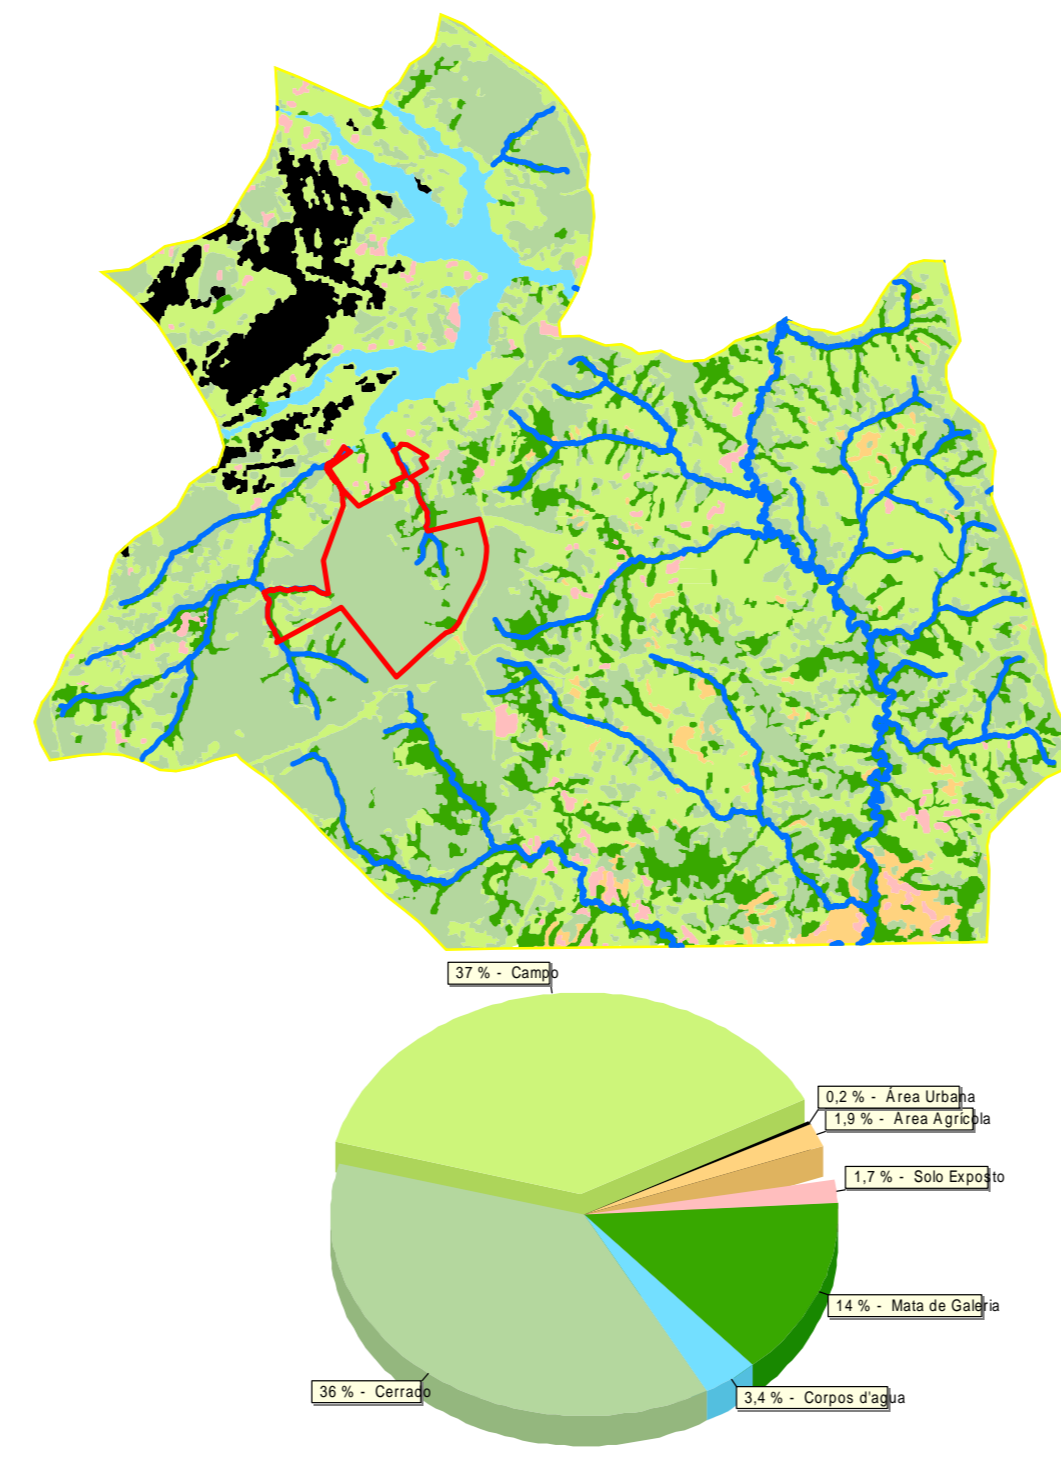 37 % - Campo
0,2 % - Área Urbana
1,9 % - Área Agrícola
1,7 % - Solo Exposto
14 % - Mata de Galeria
36 % - Cerrado
3,4 % - Corpos d'agua